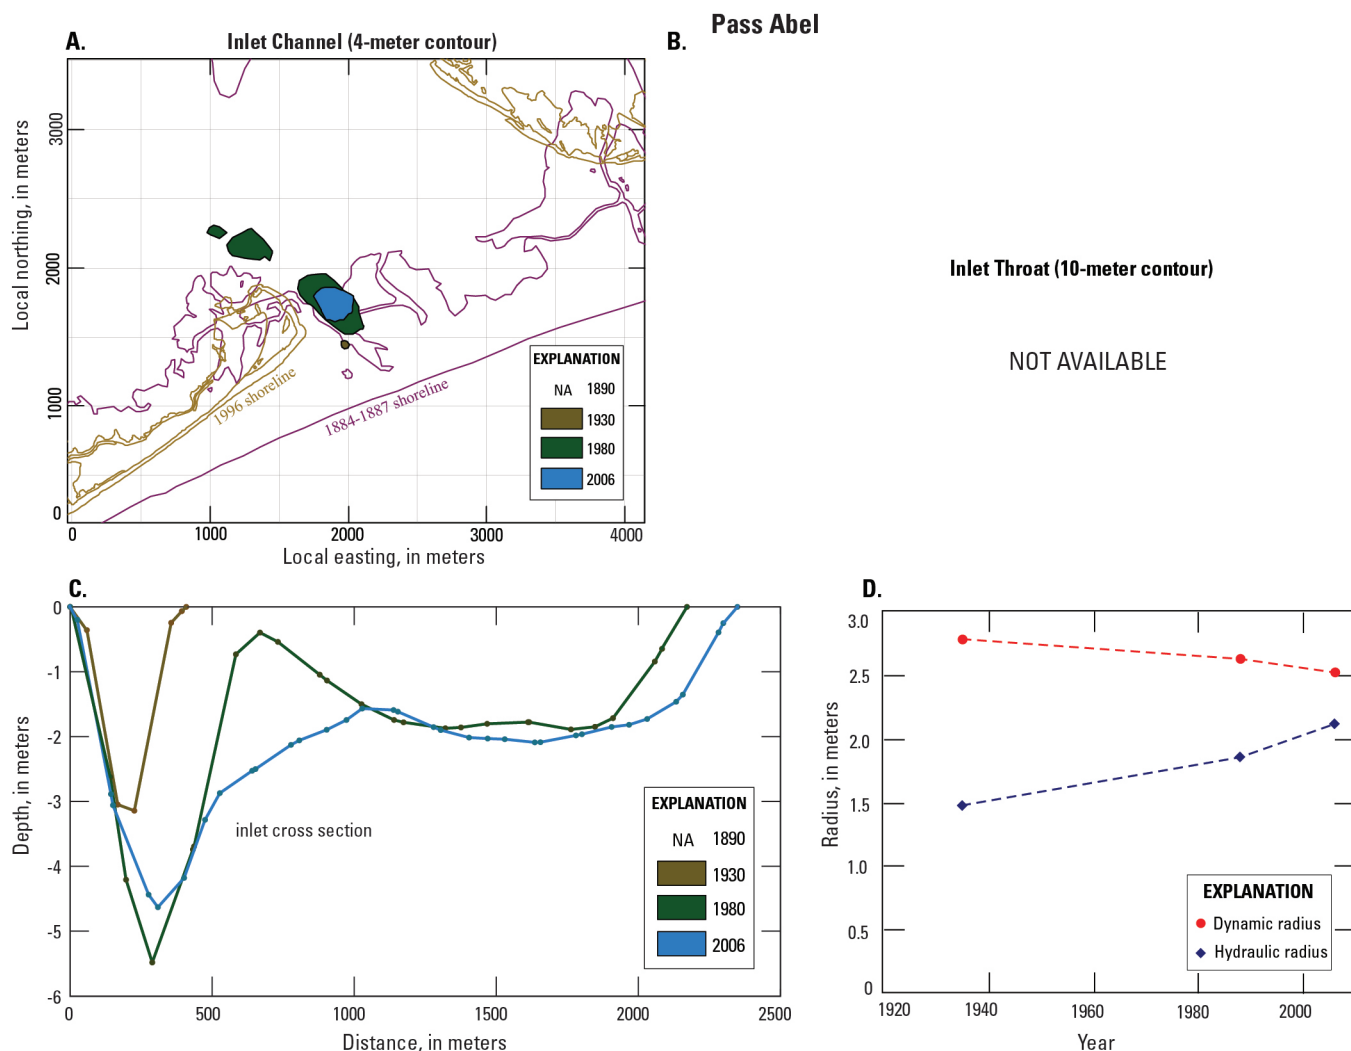 Pass Abel
A.
Inlet Channel (4-meter contour)
B.
Local northing, in meters
3000
2000
1000
0
1996 shoreline
1884-1887 shoreline
EXPLANATION
NA 1890
1930
1980
2006
0 1000 2000 3000 4000
Local easting, in meters
Inlet Throat (10-meter contour)
NOT AVAILABLE
C.
Depth, in meters
0
-1
-2
-3
-4
-5
-6
inlet cross section
EXPLANATION
NA 1890
1930
1980
2006
0 500 1000 1500 2000 2500
Distance, in meters
D.
Radius, in meters
3.0
2.5
2.0
1.5
1.0
0.5
0
EXPLANATION
Dynamic radius
Hydraulic radius
1920 1940 1960 1980 2000
Year